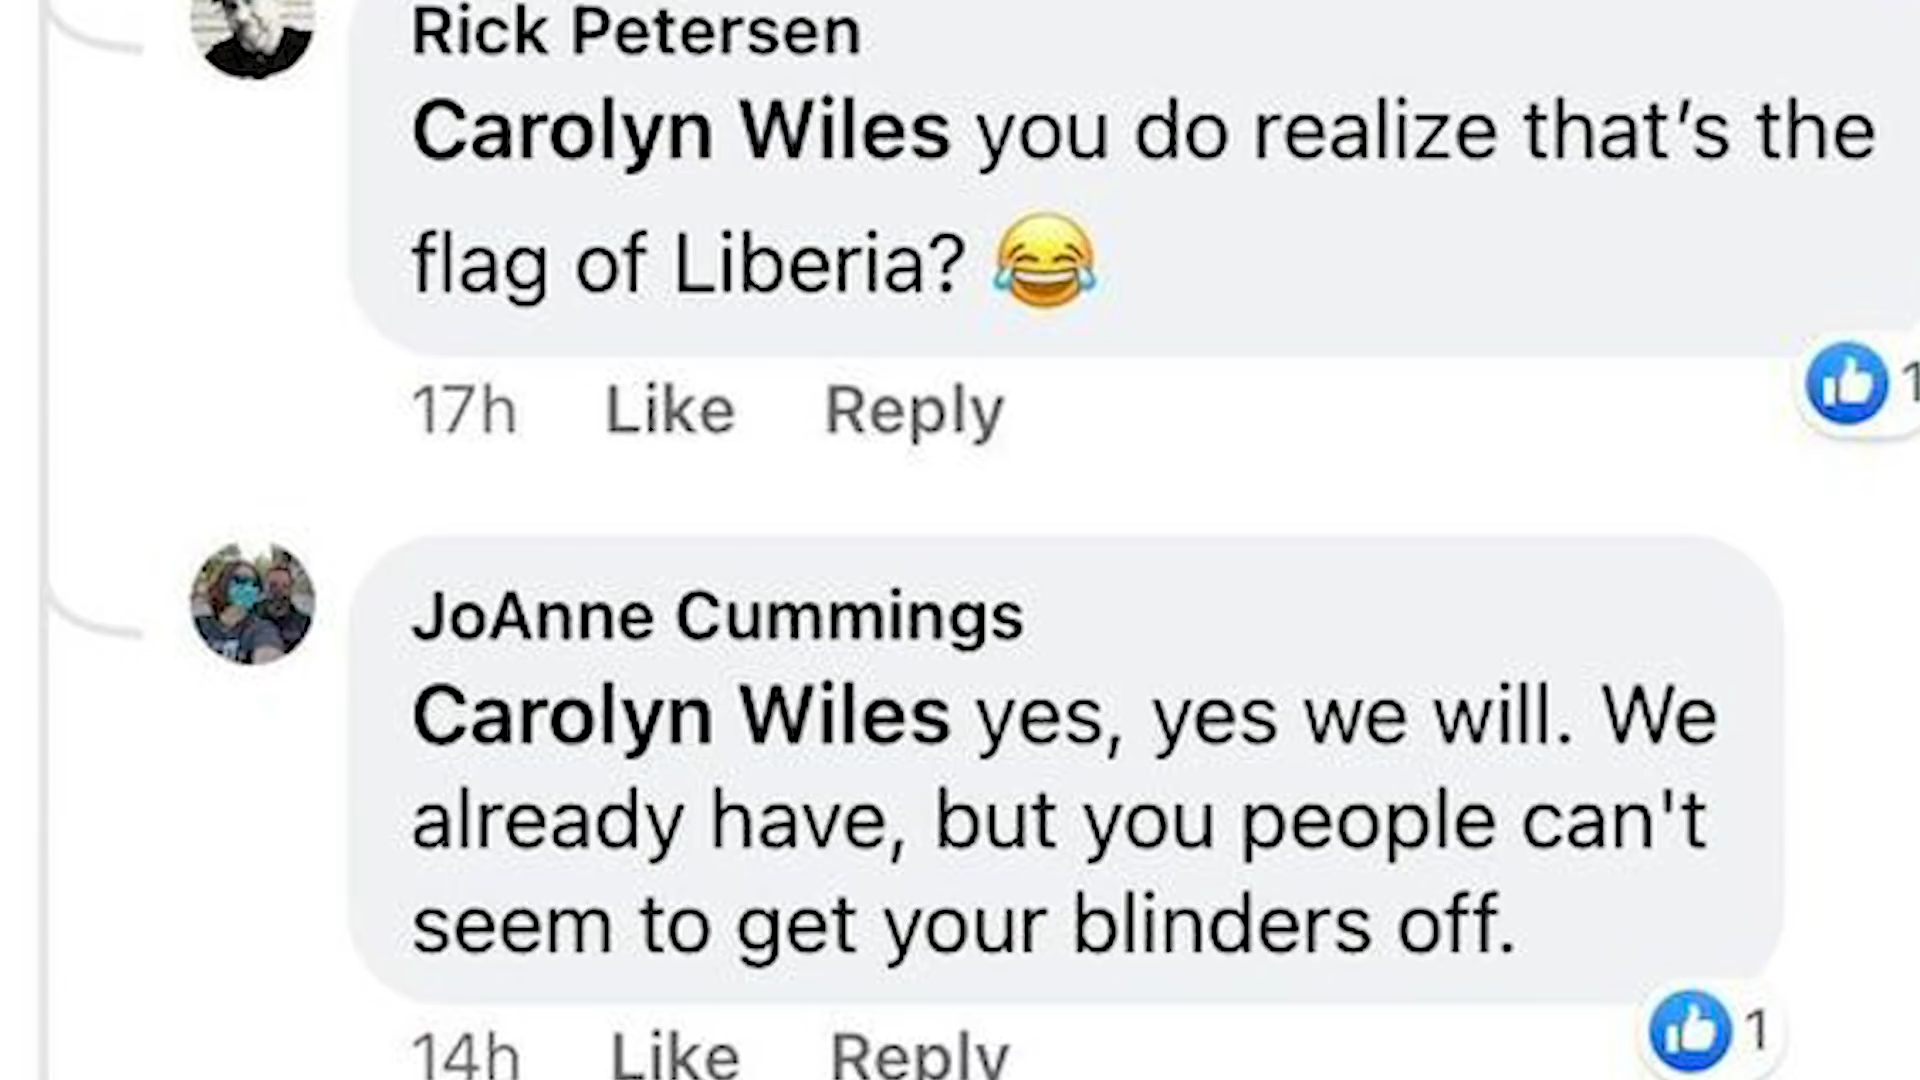 Rick Petersen
Carolyn Wiles you do realize that’s the
flag of Liberia? 😂
17h Like Reply
1
JoAnne Cummings
Carolyn Wiles yes, yes we will. We
already have, but you people can't
seem to get your blinders off.
1
14h Like Reply